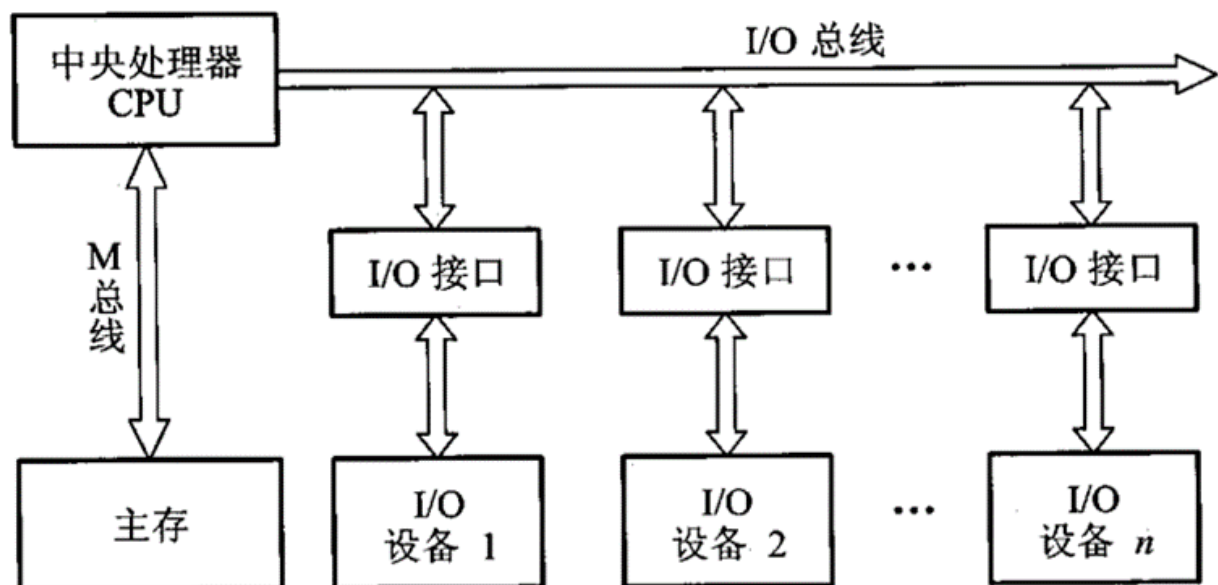 中央处理器
CPU
I/O 总线
M
总
线
I/O 接口
I/O 接口
···
I/O 接口
主存
I/O
设备 1
I/O
设备 2
···
I/O
设备 n